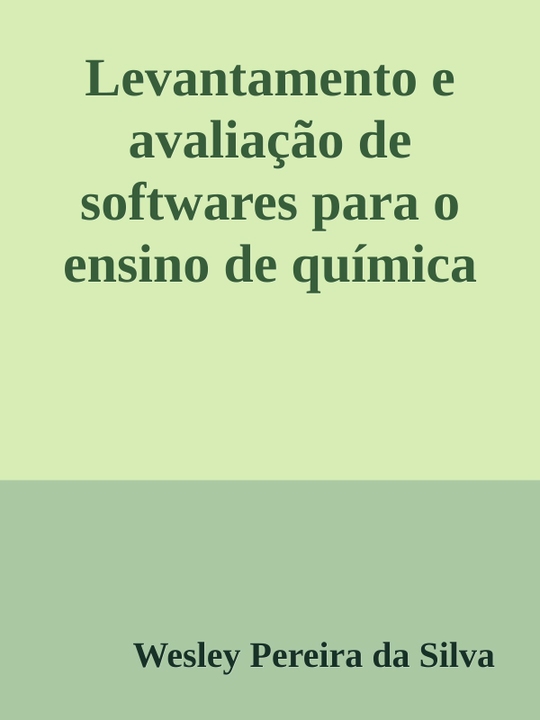 Levantamento e
avaliação de
softwares para o
ensino de química
Wesley Pereira da Silva